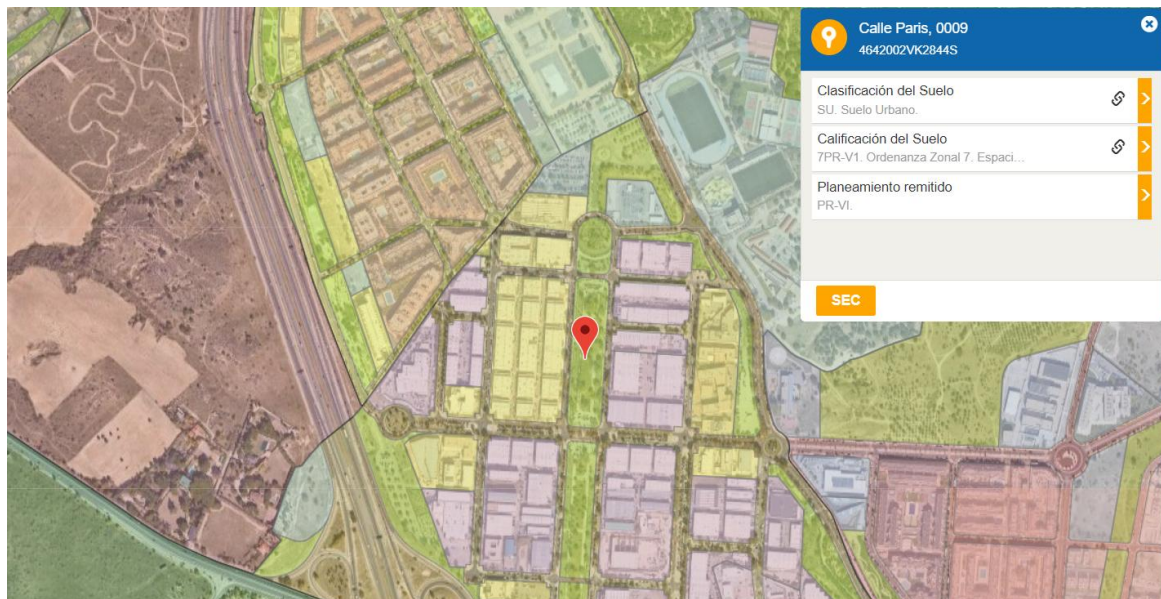 Calle Paris, 0009
4642002VK2844S
Clasificación del Suelo
SU. Suelo Urbano.
Calificación del Suelo
7PR-V1. Ordenanza Zonal 7. Espaci...
Planeamiento remitido
PR-VI.
SEC